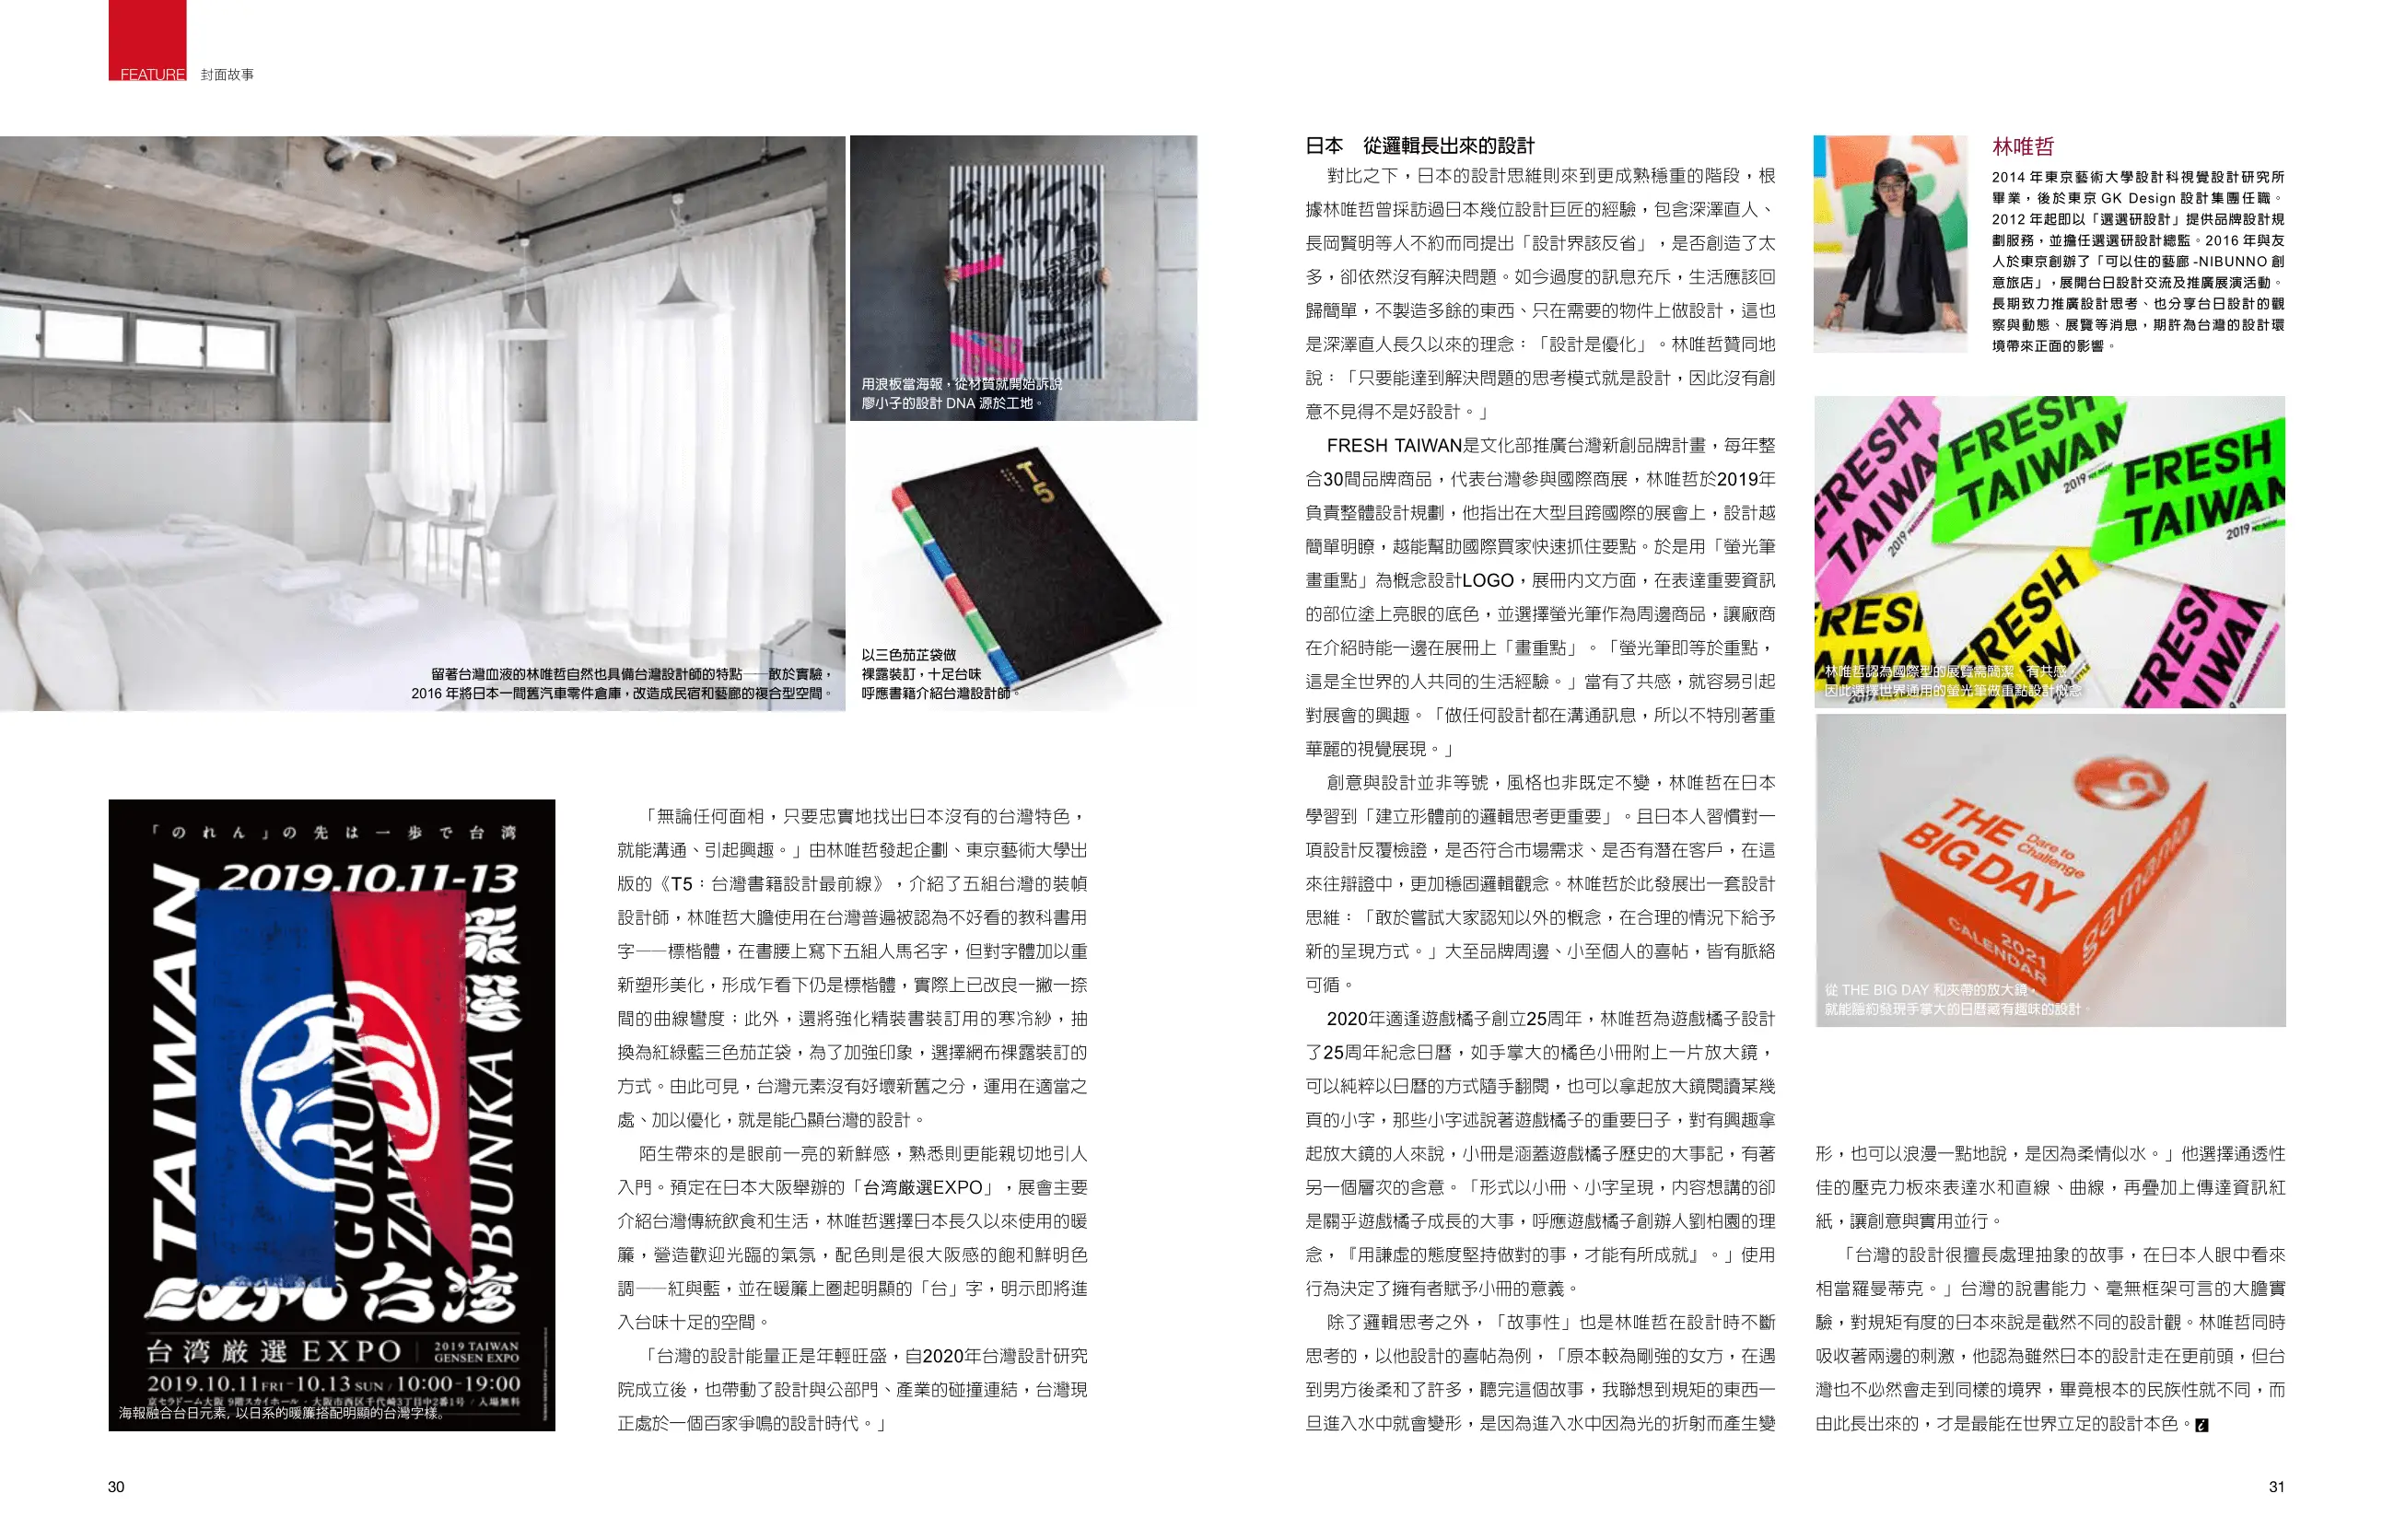 FEATURE 封面故事
用浪板當海報，從材質就開始訴說
廖小子的設計 DNA 源於工地。
T5
以三色茄芷袋做
裸露裝訂，十足台味
呼應書籍介紹台灣設計師。
留著台灣血液的林唯哲自然也具備台灣設計師的特點——敢於實驗，
2016 年將日本一間舊汽車零件倉庫，改造成民宿和藝廊的複合型空間。
「のれん」の先は一歩で台湾
2019.10.11-13
TAIWAN
GURUME
ZAKKA
BUNKA
EXPO 台湾
台湾厳選 EXPO
2019 TAIWAN
GENSEN EXPO
2019.10.11 FRI - 10.13 SUN / 10:00-19:00
京セラドーム大阪 9階スカイホール・大阪市西区千代崎3丁目中2番1号 / 入場無料
海報融合台日元素, 以日系的暖簾搭配明顯的台灣字樣。
「無論任何面相，只要忠實地找出日本沒有的台灣特色，
就能溝通、引起興趣。」由林唯哲發起企劃、東京藝術大學出
版的《T5：台灣書籍設計最前線》，介紹了五組台灣的裝幀
設計師，林唯哲大膽使用在台灣普遍被認為不好看的教科書用
字——標楷體，在書腰上寫下五組人馬名字，但對字體加以重
新塑形美化，形成乍看下仍是標楷體，實際上已改良一撇一捺
間的曲線彎度；此外，還將強化精裝書裝訂用的寒冷紗，抽
換為紅綠藍三色茄芷袋，為了加強印象，選擇網布裸露裝訂的
方式。由此可見，台灣元素沒有好壞新舊之分，運用在適當之
處、加以優化，就是能凸顯台灣的設計。
陌生帶來的是眼前一亮的新鮮感，熟悉則更能親切地引人
入門。預定在日本大阪舉辦的「台湾厳選EXPO」，展會主要
介紹台灣傳統飲食和生活，林唯哲選擇日本長久以來使用的暖
簾，營造歡迎光臨的氣氛，配色則是很大阪感的飽和鮮明色
調——紅與藍，並在暖簾上圈起明顯的「台」字，明示即將進
入台味十足的空間。
「台灣的設計能量正是年輕旺盛，自2020年台灣設計研究
院成立後，也帶動了設計與公部門、產業的碰撞連結，台灣現
正處於一個百家爭鳴的設計時代。」
30
日本　從邏輯長出來的設計
對比之下，日本的設計思維則來到更成熟穩重的階段，根
據林唯哲曾採訪過日本幾位設計巨匠的經驗，包含深澤直人、
長岡賢明等人不約而同提出「設計界該反省」，是否創造了太
多，卻依然沒有解決問題。如今過度的訊息充斥，生活應該回
歸簡單，不製造多餘的東西、只在需要的物件上做設計，這也
是深澤直人長久以來的理念：「設計是優化」。林唯哲贊同地
說：「只要能達到解決問題的思考模式就是設計，因此沒有創
意不見得不是好設計。」
FRESH TAIWAN是文化部推廣台灣新創品牌計畫，每年整
合30間品牌商品，代表台灣參與國際商展，林唯哲於2019年
負責整體設計規劃，他指出在大型且跨國際的展會上，設計越
簡單明瞭，越能幫助國際買家快速抓住要點。於是用「螢光筆
畫重點」為概念設計LOGO，展冊內文方面，在表達重要資訊
的部位塗上亮眼的底色，並選擇螢光筆作為周邊商品，讓廠商
在介紹時能一邊在展冊上「畫重點」。「螢光筆即等於重點，
這是全世界的人共同的生活經驗。」當有了共感，就容易引起
對展會的興趣。「做任何設計都在溝通訊息，所以不特別著重
華麗的視覺展現。」
創意與設計並非等號，風格也非既定不變，林唯哲在日本
學習到「建立形體前的邏輯思考更重要」。且日本人習慣對一
項設計反覆檢證，是否符合市場需求、是否有潛在客戶，在這
來往辯證中，更加穩固邏輯觀念。林唯哲於此發展出一套設計
思維：「敢於嘗試大家認知以外的概念，在合理的情況下給予
新的呈現方式。」大至品牌周邊、小至個人的喜帖，皆有脈絡
可循。
2020年適逢遊戲橘子創立25周年，林唯哲為遊戲橘子設計
了25周年紀念日曆，如手掌大的橘色小冊附上一片放大鏡，
可以純粹以日曆的方式隨手翻閱，也可以拿起放大鏡閱讀某幾
頁的小字，那些小字述說著遊戲橘子的重要日子，對有興趣拿
起放大鏡的人來說，小冊是涵蓋遊戲橘子歷史的大事記，有著
另一個層次的含意。「形式以小冊、小字呈現，內容想講的卻
是關乎遊戲橘子成長的大事，呼應遊戲橘子創辦人劉柏園的理
念，『用謙虛的態度堅持做對的事，才能有所成就』。」使用
行為決定了擁有者賦予小冊的意義。
除了邏輯思考之外，「故事性」也是林唯哲在設計時不斷
思考的，以他設計的喜帖為例，「原本較為剛強的女方，在遇
到男方後柔和了許多，聽完這個故事，我聯想到規矩的東西一
旦進入水中就會變形，是因為進入水中因為光的折射而產生變
林唯哲
2014 年東京藝術大學設計科視覺設計研究所
畢業，後於東京 GK Design 設計集團任職。
2012 年起即以「選選研設計」提供品牌設計規
劃服務，並擔任選選研設計總監。2016 年與友
人於東京創辦了「可以住的藝廊 -NIBUNNO 創
意旅店」，展開台日設計交流及推廣展演活動。
長期致力推廣設計思考、也分享台日設計的觀
察與動態、展覽等消息，期許為台灣的設計環
境帶來正面的影響。
FRESH TAIWAN 2019
FRESH TAIWAN 2019
FRESH TAIWAN 2019
FRESH TAIWAN 2019
FRESH TAIWAN 2019
FRESH TAIWAN 2019
林唯哲認為國際型的展覽需簡潔、有共感，
因此選擇世界通用的螢光筆做重點設計概念
THE
BIG DAY
Dare to
Challenge
gamania
2021
CALENDAR
從 THE BIG DAY 和夾帶的放大鏡，
就能隱約發現手掌大的日曆藏有趣味的設計。
形，也可以浪漫一點地說，是因為柔情似水。」他選擇通透性
佳的壓克力板來表達水和直線、曲線，再疊加上傳達資訊紅
紙，讓創意與實用並行。
「台灣的設計很擅長處理抽象的故事，在日本人眼中看來
相當羅曼蒂克。」台灣的說書能力、毫無框架可言的大膽實
驗，對規矩有度的日本來說是截然不同的設計觀。林唯哲同時
吸收著兩邊的刺激，他認為雖然日本的設計走在更前頭，但台
灣也不必然會走到同樣的境界，畢竟根本的民族性就不同，而
由此長出來的，才是最能在世界立足的設計本色。
31